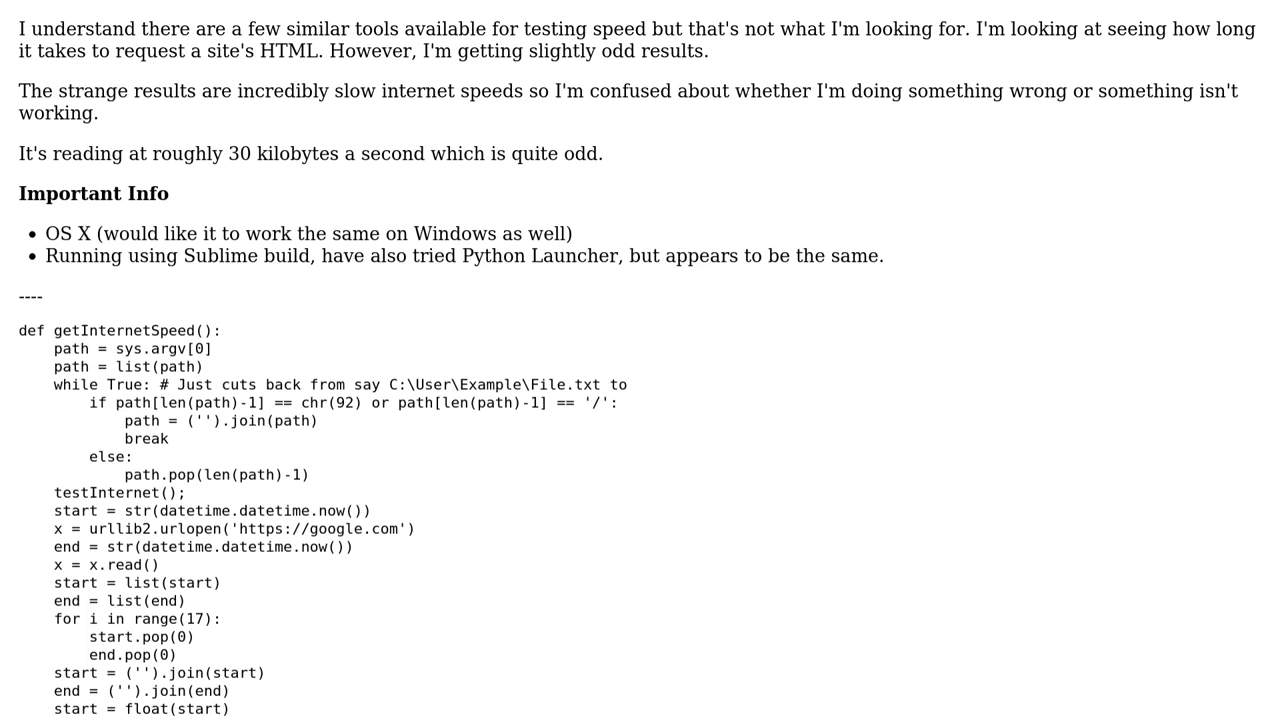 I understand there are a few similar tools available for testing speed but that's not what I'm looking for. I'm looking at seeing how long
it takes to request a site's HTML. However, I'm getting slightly odd results.
The strange results are incredibly slow internet speeds so I'm confused about whether I'm doing something wrong or something isn't
working.
It's reading at roughly 30 kilobytes a second which is quite odd.
Important Info
• OS X (would like it to work the same on Windows as well)
• Running using Sublime build, have also tried Python Launcher, but appears to be the same.
----
def getInternetSpeed():
    path = sys.argv[0]
    path = list(path)
    while True: # Just cuts back from say C:\User\Example\File.txt to
        if path[len(path)-1] == chr(92) or path[len(path)-1] == '/':
            path = ('').join(path)
            break
        else:
            path.pop(len(path)-1)
    testInternet();
    start = str(datetime.datetime.now())
    x = urllib2.urlopen('https://google.com')
    end = str(datetime.datetime.now())
    x = x.read()
    start = list(start)
    end = list(end)
    for i in range(17):
        start.pop(0)
        end.pop(0)
    start = ('').join(start)
    end = ('').join(end)
    start = float(start)